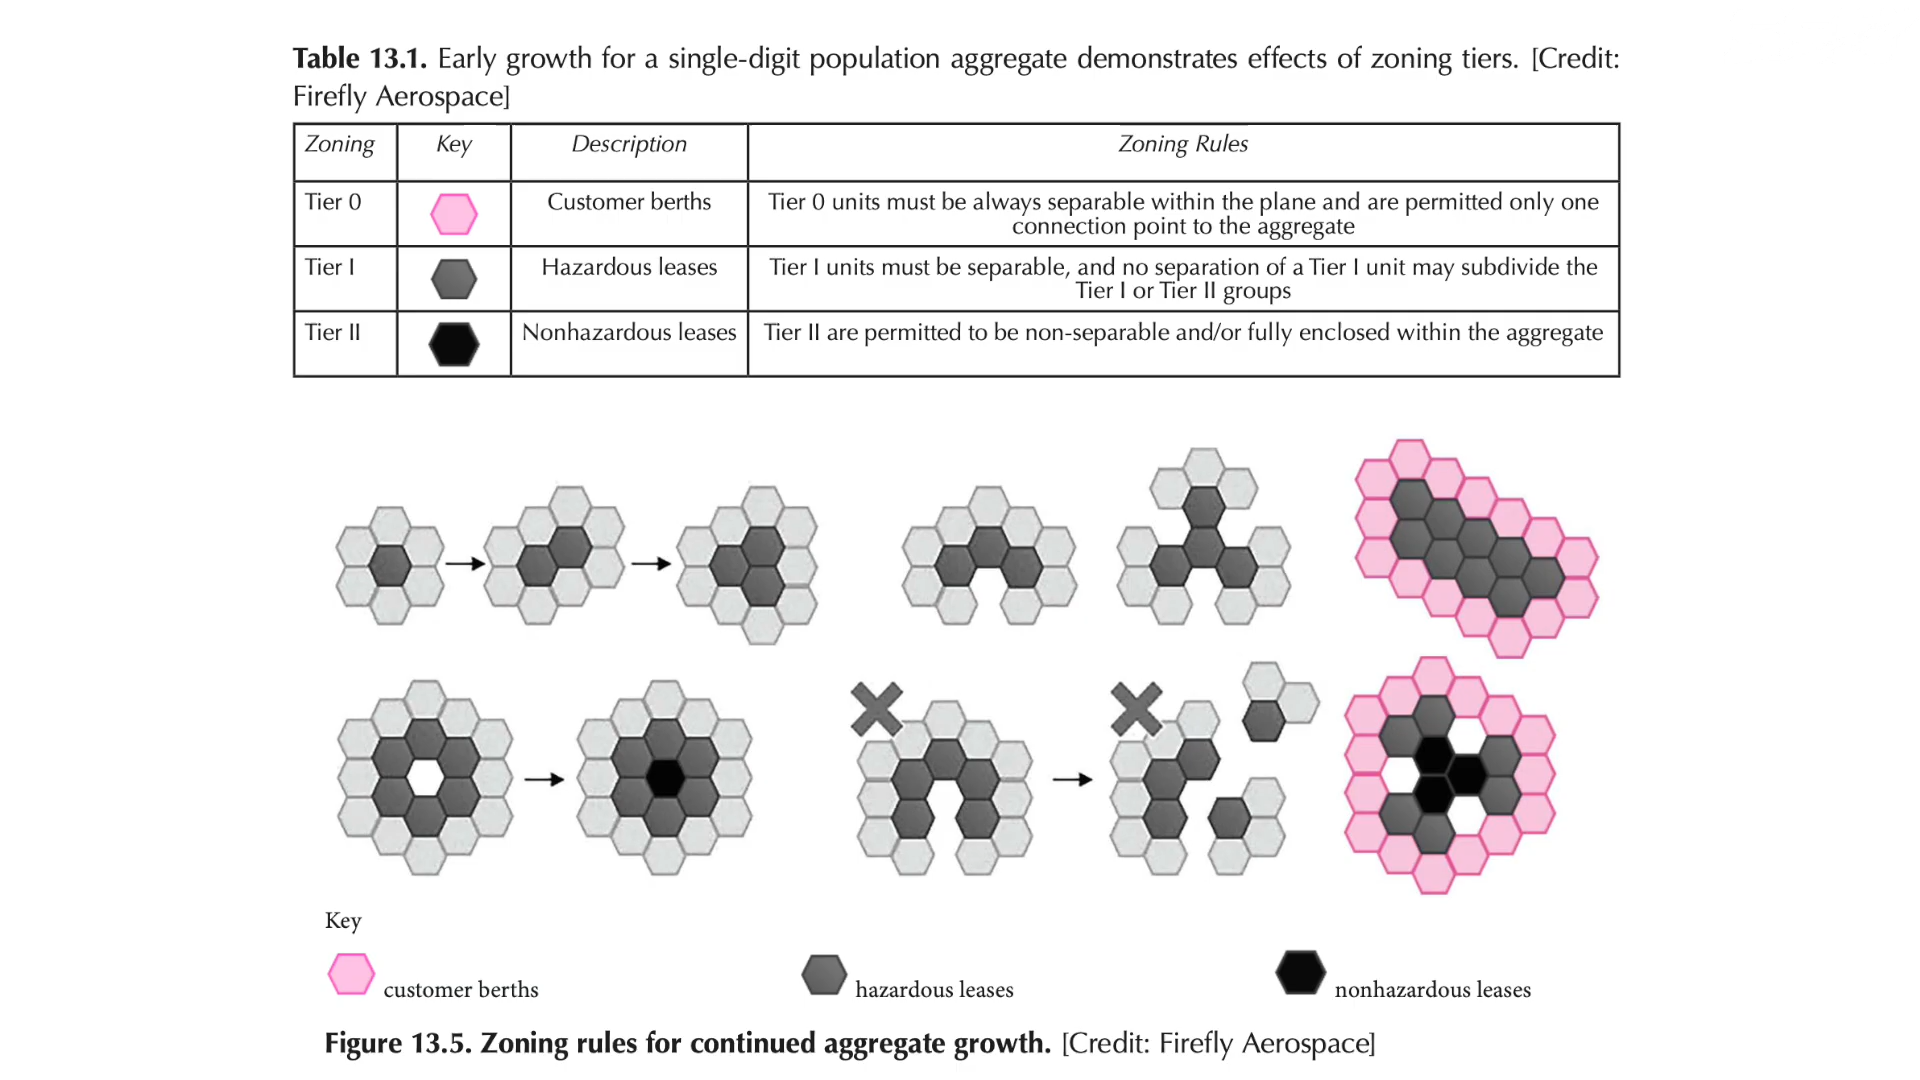 Table 13.1. Early growth for a single-digit population aggregate demonstrates effects of zoning tiers. [Credit:
Firefly Aerospace]
Zoning Key Description Zoning Rules
Tier 0 Customer berths Tier 0 units must be always separable within the plane and are permitted only one
connection point to the aggregate
Tier I Hazardous leases Tier I units must be separable, and no separation of a Tier I unit may subdivide the
Tier I or Tier II groups
Tier II Nonhazardous leases Tier II are permitted to be non-separable and/or fully enclosed within the aggregate
Key
customer berths hazardous leases nonhazardous leases
Figure 13.5. Zoning rules for continued aggregate growth. [Credit: Firefly Aerospace]